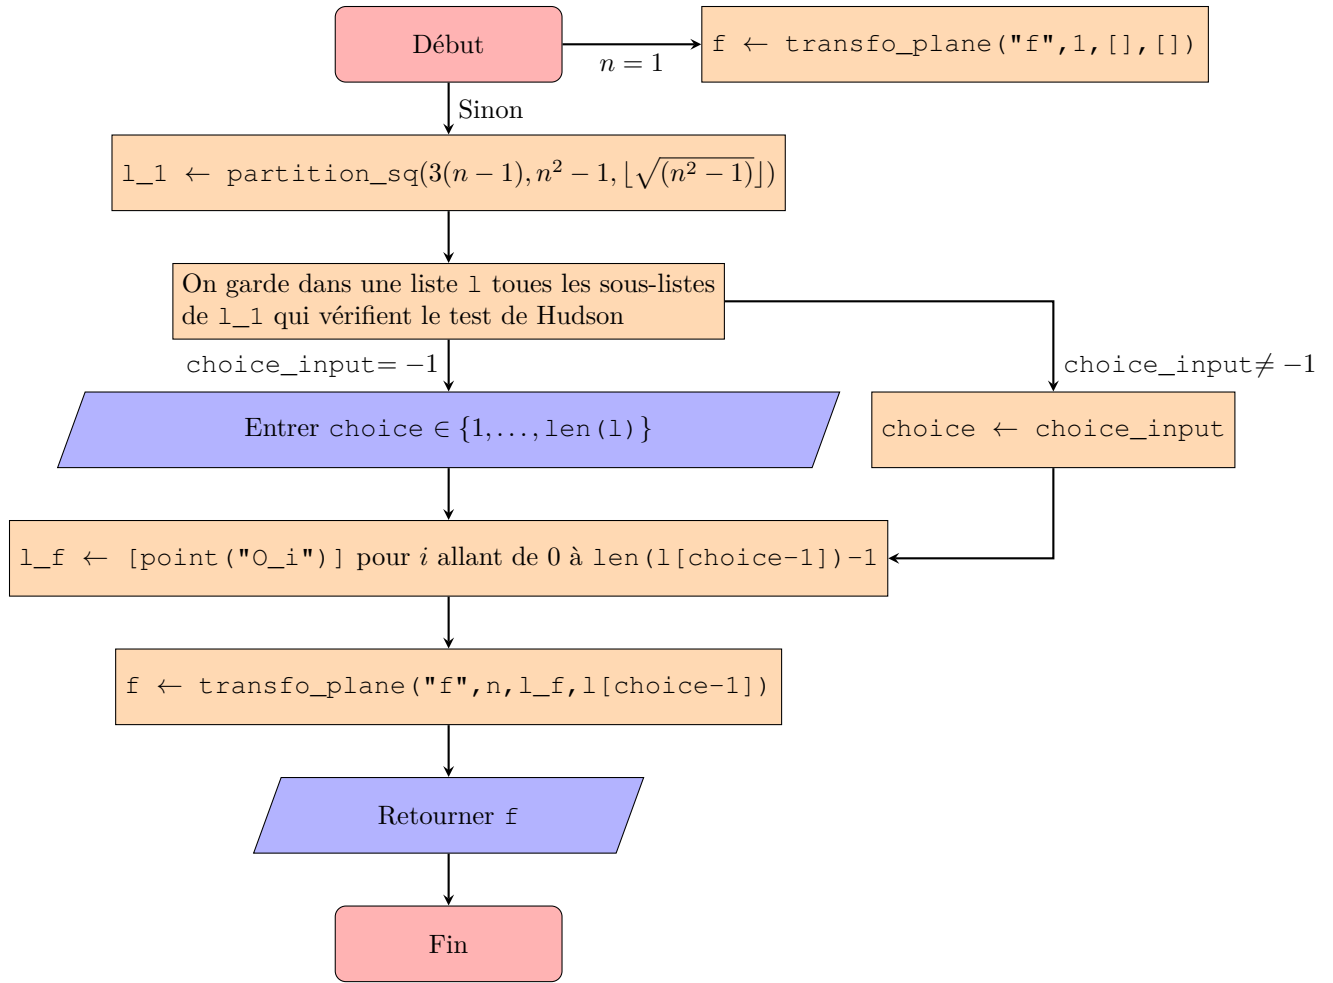 Début
f ← transfo_plane("f",1,[],[])
n = 1
Sinon
l_1 ← partition_sq(3(n − 1), n² − 1, ⌊√(n² − 1)⌋)
On garde dans une liste l toues les sous-listes
de l_1 qui vérifient le test de Hudson
choice_input= −1
choice_input≠ −1
Entrer choice ∈ {1, . . . , len(l)}
choice ← choice_input
l_f ← [point("O_i")] pour i allant de 0 à len(l[choice-1])-1
f ← transfo_plane("f",n,l_f,l[choice-1])
Retourner f
Fin